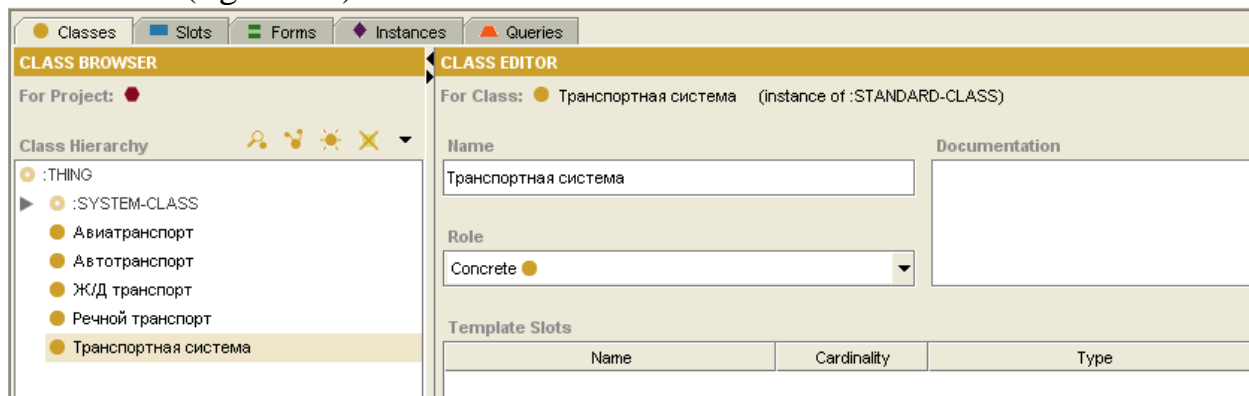 Classes Slots Forms Instances Queries
CLASS BROWSER
For Project:
Class Hierarchy
:THING
:SYSTEM-CLASS
Авиатранспорт
Автотранспорт
Ж/Д транспорт
Речной транспорт
Транспортная система
CLASS EDITOR
For Class: Транспортная система (instance of :STANDARD-CLASS)
Name
Транспортная система
Documentation
Role
Concrete
Template Slots
Name Cardinality Type